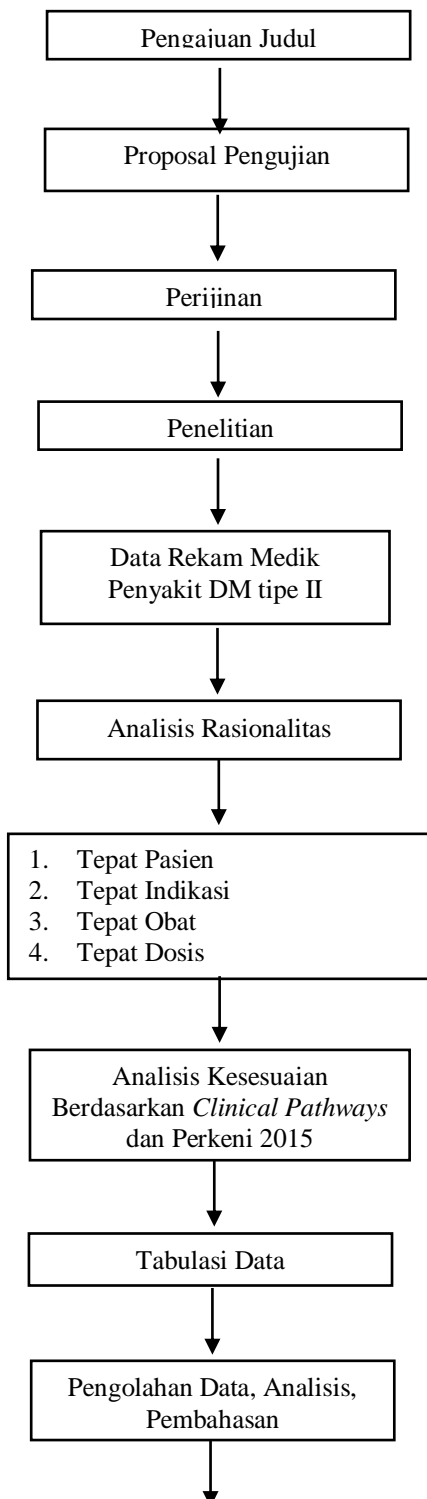 Pengajuan Judul
Proposal Pengujian
Perijinan
Penelitian
Data Rekam Medik
Penyakit DM tipe II
Analisis Rasionalitas
1. Tepat Pasien
2. Tepat Indikasi
3. Tepat Obat
4. Tepat Dosis
Analisis Kesesuaian
Berdasarkan Clinical Pathways
dan Perkeni 2015
Tabulasi Data
Pengolahan Data, Analisis,
Pembahasan